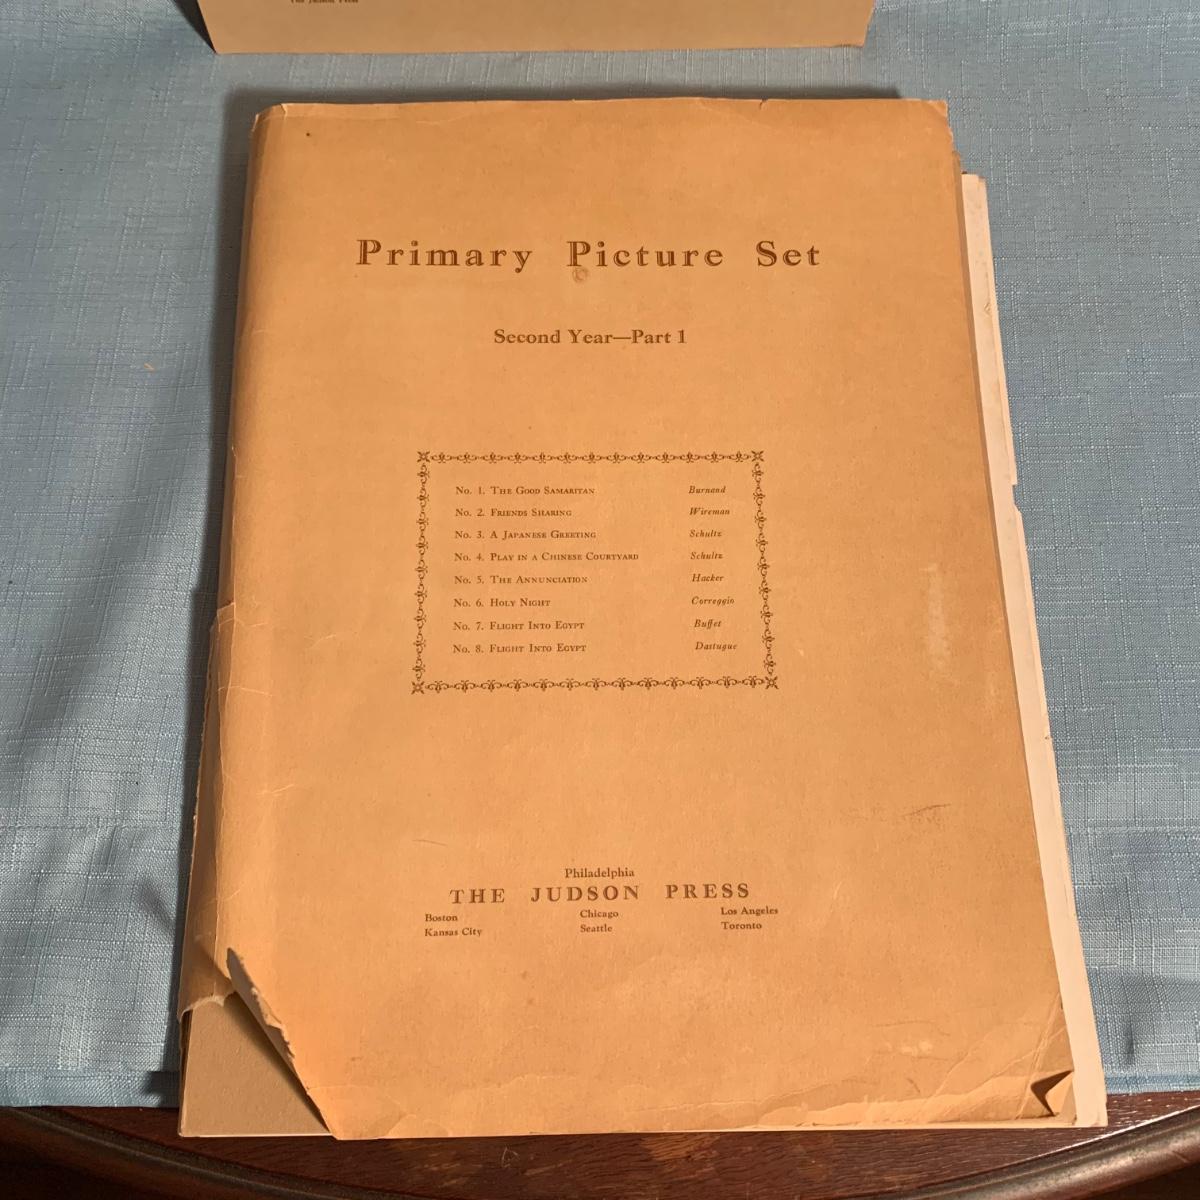 The Judson Press
Primary Picture Set
Second Year—Part 1
No. 1. The Good Samaritan Burnand
No. 2. Friends Sharing Wireman
No. 3. A Japanese Greeting Schultz
No. 4. Play in a Chinese Courtyard Schultz
No. 5. The Annunciation Hacker
No. 6. Holy Night Correggio
No. 7. Flight Into Egypt Buffet
No. 8. Flight Into Egypt Dastugue
Philadelphia
THE JUDSON PRESS
Boston Chicago Los Angeles
Kansas City Seattle Toronto